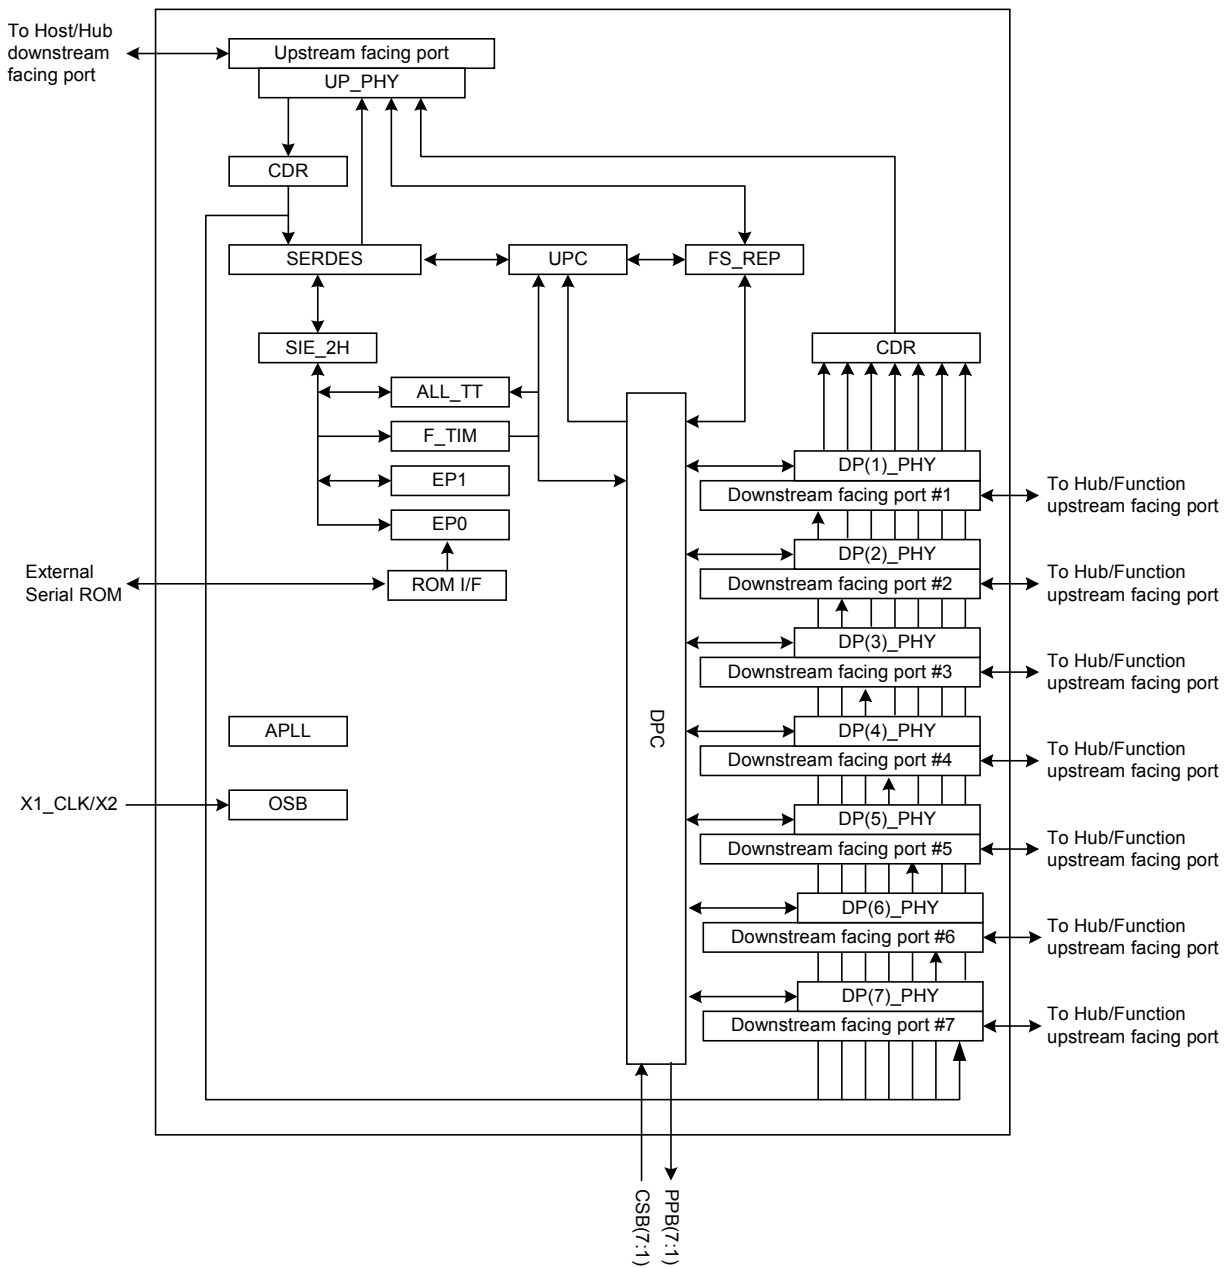 To Host/Hub
downstream
facing port
Upstream facing port
UP_PHY
CDR
SERDES
UPC
FS_REP
SIE_2H
CDR
ALL_TT
F_TIM
EP1
EP0
External
Serial ROM
ROM I/F
APLL
X1_CLK/X2
OSB
DPC
DP(1)_PHY
Downstream facing port #1
To Hub/Function
upstream facing port
DP(2)_PHY
Downstream facing port #2
To Hub/Function
upstream facing port
DP(3)_PHY
Downstream facing port #3
To Hub/Function
upstream facing port
DP(4)_PHY
Downstream facing port #4
To Hub/Function
upstream facing port
DP(5)_PHY
Downstream facing port #5
To Hub/Function
upstream facing port
DP(6)_PHY
Downstream facing port #6
To Hub/Function
upstream facing port
DP(7)_PHY
Downstream facing port #7
To Hub/Function
upstream facing port
CSB(7:1)
PPB(7:1)